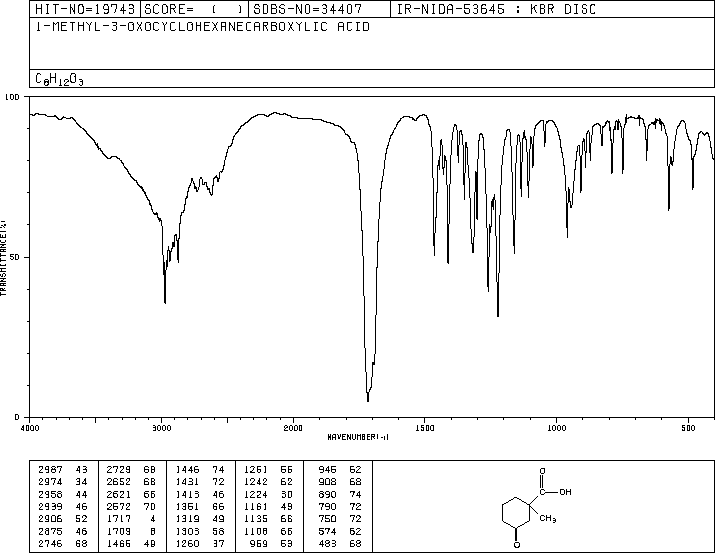 HIT-NO=19743 SCORE= ( ) SDBS-NO=34407 IR-NIDA-53645 : KBR DISC
1-METHYL-3-OXOCYCLOHEXANECARBOXYLIC ACID
C8H12O3
100
50
0
TRANSMITTANCE(%)
4000 3000 2000 1500 1000 500
WAVENUMBER(-1)
2987 43 2729 68 1446 74 1251 55 945 62
2974 34 2652 68 1431 72 1242 62 908 68
2958 44 2621 66 1413 46 1224 30 890 74
2939 46 2572 70 1351 66 1161 49 790 72
2906 52 1717 4 1319 49 1135 66 750 72
2875 46 1709 8 1303 58 1108 66 574 62
2746 68 1465 49 1260 37 959 53 483 68
O
OH
CH3
O